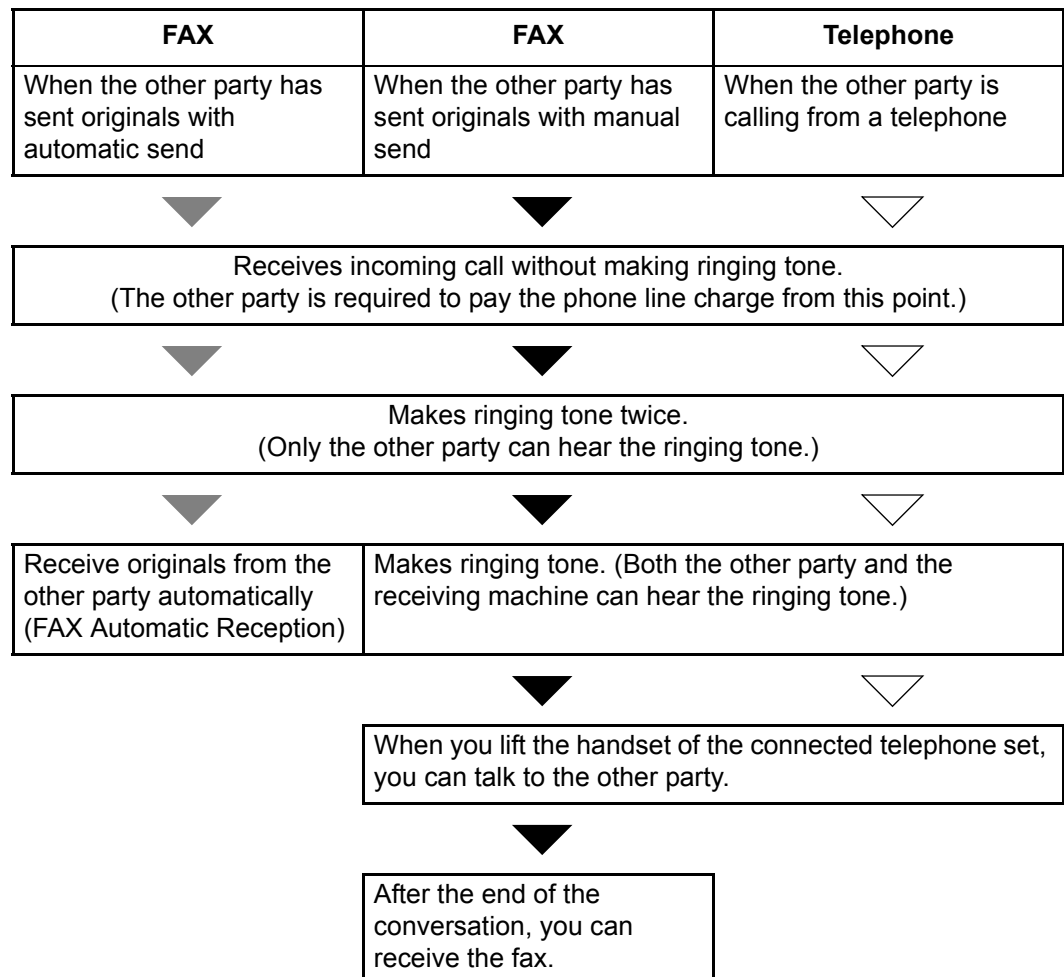 FAX
FAX
Telephone
When the other party has
sent originals with
automatic send
When the other party has
sent originals with manual
send
When the other party is
calling from a telephone
Receives incoming call without making ringing tone.
(The other party is required to pay the phone line charge from this point.)
Makes ringing tone twice.
(Only the other party can hear the ringing tone.)
Receive originals from the
other party automatically
(FAX Automatic Reception)
Makes ringing tone. (Both the other party and the
receiving machine can hear the ringing tone.)
When you lift the handset of the connected telephone set,
you can talk to the other party.
After the end of the
conversation, you can
receive the fax.